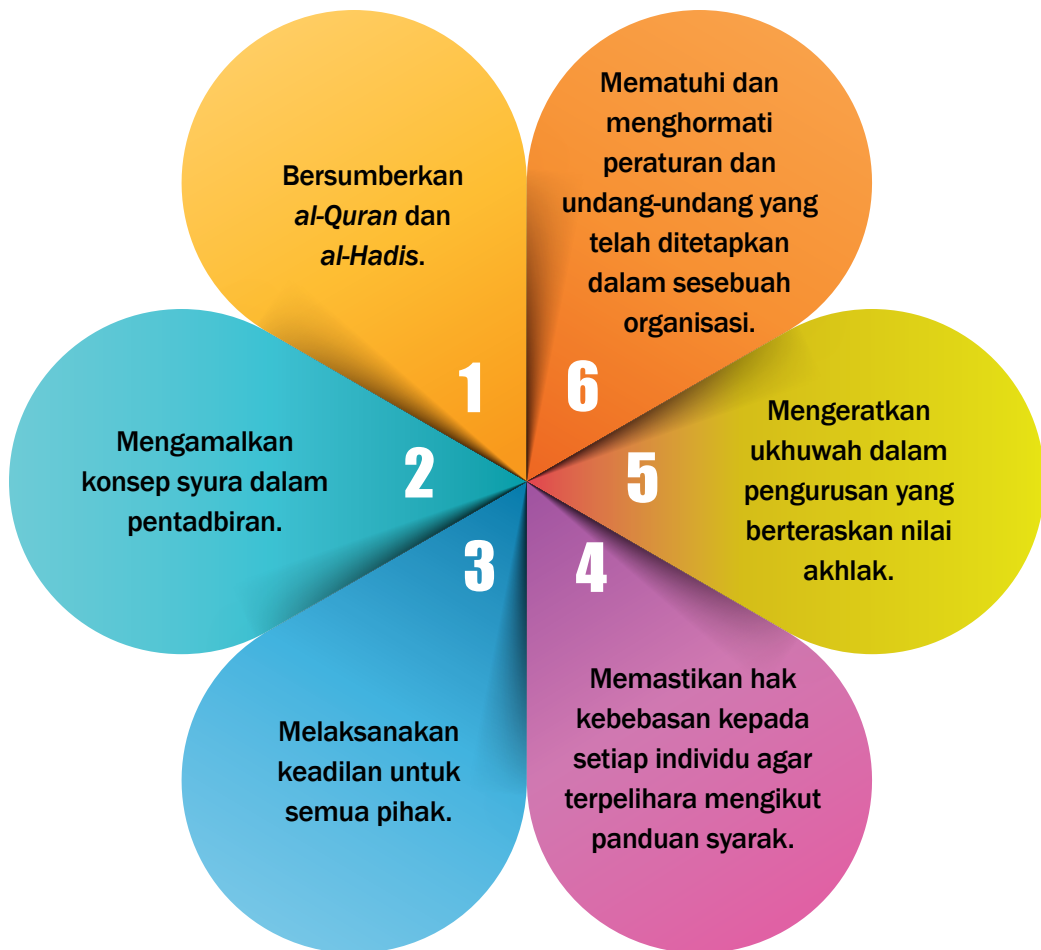 1
Bersumberkan
al-Quran dan
al-Hadis.
2
Mengamalkan
konsep syura dalam
pentadbiran.
3
Melaksanakan
keadilan untuk
semua pihak.
4
Memastikan hak
kebebasan kepada
setiap individu agar
terpelihara mengikut
panduan syarak.
5
Mengeratkan
ukhuwah dalam
pengurusan yang
berteraskan nilai
akhlak.
6
Mematuhi dan
menghormati
peraturan dan
undang-undang yang
telah ditetapkan
dalam sesebuah
organisasi.